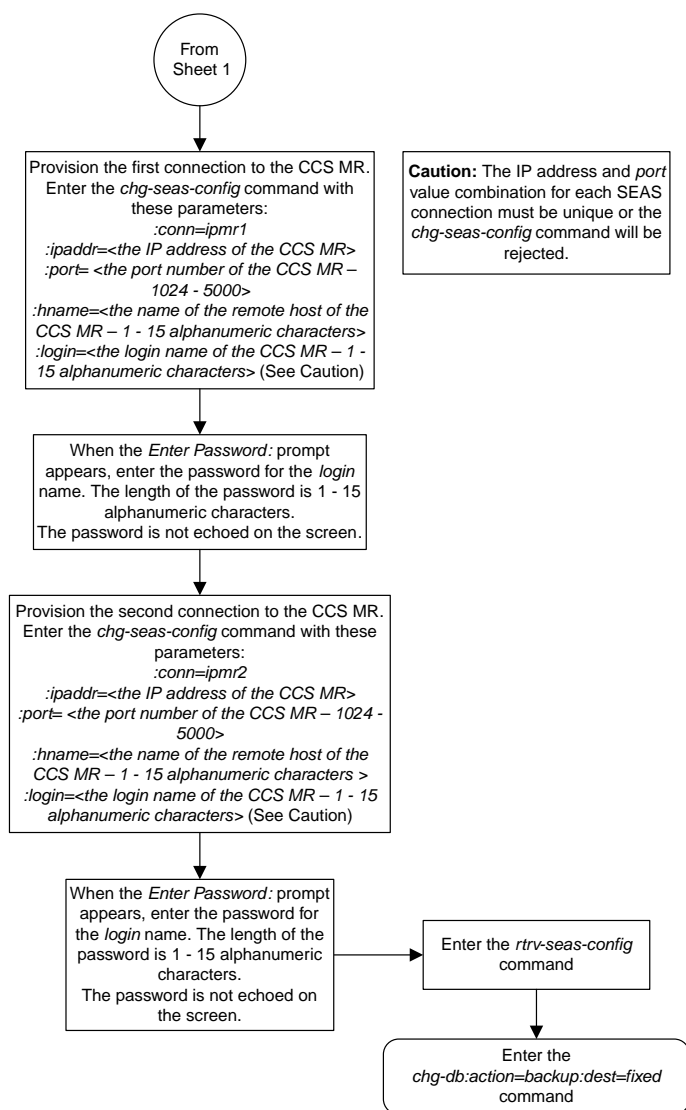 From
Sheet 1
Provision the first connection to the CCS MR.
Enter the chg-seas-config command with
these parameters:
:conn=ipmr1
:ipaddr=<the IP address of the CCS MR>
:port= <the port number of the CCS MR –
1024 - 5000>
:hname=<the name of the remote host of the
CCS MR – 1 - 15 alphanumeric characters>
:login=<the login name of the CCS MR – 1 -
15 alphanumeric characters> (See Caution)
Caution: The IP address and port
value combination for each SEAS
connection must be unique or the
chg-seas-config command will be
rejected.
When the Enter Password: prompt
appears, enter the password for the login
name. The length of the password is 1 - 15
alphanumeric characters.
The password is not echoed on the screen.
Provision the second connection to the CCS MR.
Enter the chg-seas-config command with these
parameters:
:conn=ipmr2
:ipaddr=<the IP address of the CCS MR>
:port= <the port number of the CCS MR – 1024 -
5000>
:hname=<the name of the remote host of the
CCS MR – 1 - 15 alphanumeric characters >
:login=<the login name of the CCS MR – 1 - 15
alphanumeric characters> (See Caution)
When the Enter Password: prompt
appears, enter the password for
the login name. The length of the
password is 1 - 15 alphanumeric
characters.
The password is not echoed on
the screen.
Enter the rtrv-seas-config
command
Enter the
chg-db:action=backup:dest=fixed
command